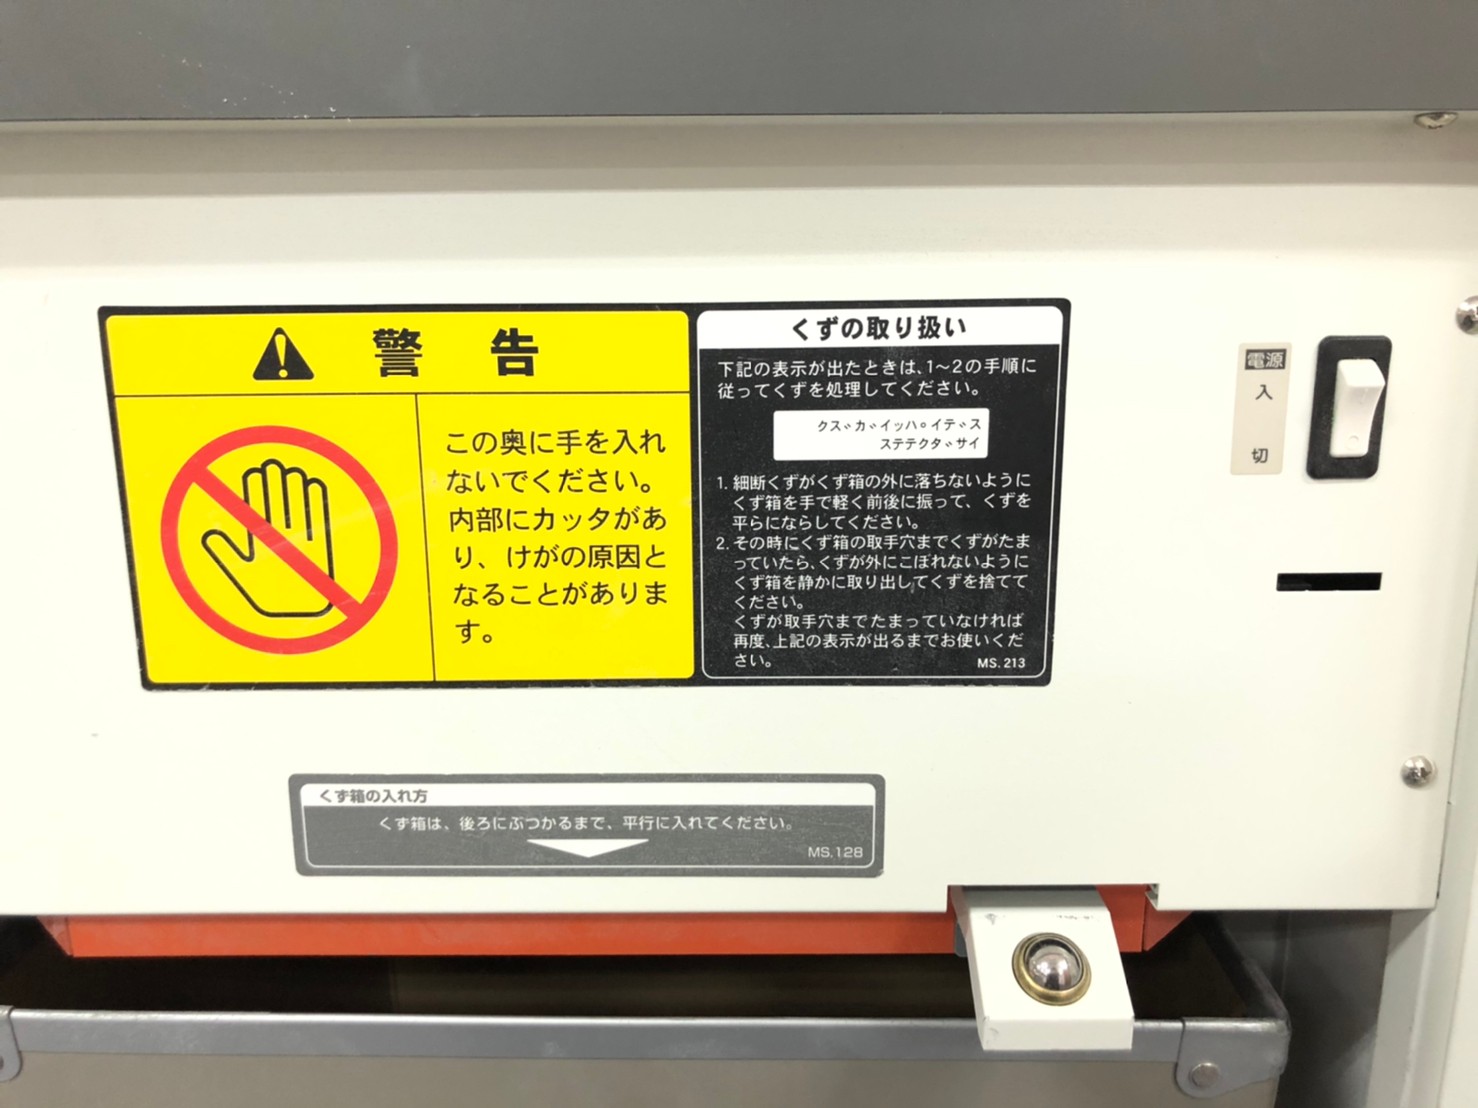 警告
この奥に手を入れ
ないでください。
内部にカッタがあ
り、けがの原因と
なることがありま
す。
くずの取り扱い
下記の表示が出たときは、1〜2の手順に
従ってくずを処理してください。
クス゛カ゛イッハ゜イテ゛ス
ステテクタ゛サイ
1. 細断くずがくず箱の外に落ちないように
くず箱を手で軽く前後に振って、くずを
平らにならしてください。
2. その時にくず箱の取手穴までくずがたま
っていたら、くずが外にこぼれないように
くず箱を静かに取り出してくずを捨てて
ください。
くずが取手穴までたまっていなければ
再度、上記の表示が出るまでお使いくだ
さい。
MS.213
電源
入
切
くず箱の入れ方
くず箱は、後ろにぶつかるまで、平行に入れてください。
MS.128